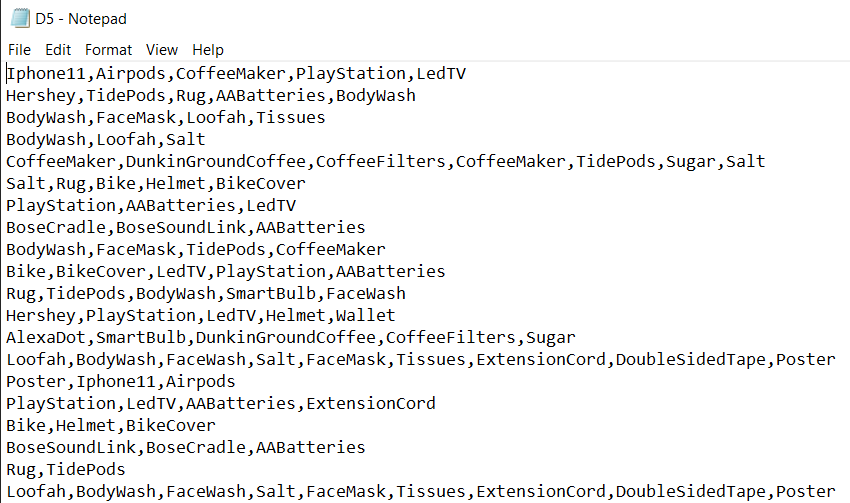 D5 - Notepad
File Edit Format View Help
Iphone11,Airpods,CoffeeMaker,PlayStation,LedTV
Hershey,TidePods,Rug,AABatteries,BodyWash
BodyWash,FaceMask,Loofah,Tissues
BodyWash,Loofah,Salt
CoffeeMaker,DunkinGroundCoffee,CoffeeFilters,CoffeeMaker,TidePods,Sugar,Salt
Salt,Rug,Bike,Helmet,BikeCover
PlayStation,AABatteries,LedTV
BoseCradle,BoseSoundLink,AABatteries
BodyWash,FaceMask,TidePods,CoffeeMaker
Bike,BikeCover,LedTV,PlayStation,AABatteries
Rug,TidePods,BodyWash,SmartBulb,FaceWash
Hershey,PlayStation,LedTV,Helmet,Wallet
AlexaDot,SmartBulb,DunkinGroundCoffee,CoffeeFilters,Sugar
Loofah,BodyWash,FaceWash,Salt,FaceMask,Tissues,ExtensionCord,DoubleSidedTape,Poster
Poster,Iphone11,Airpods
PlayStation,LedTV,AABatteries,ExtensionCord
Bike,Helmet,BikeCover
BoseSoundLink,BoseCradle,AABatteries
Rug,TidePods
Loofah,BodyWash,FaceWash,Salt,FaceMask,Tissues,ExtensionCord,DoubleSidedTape,Poster